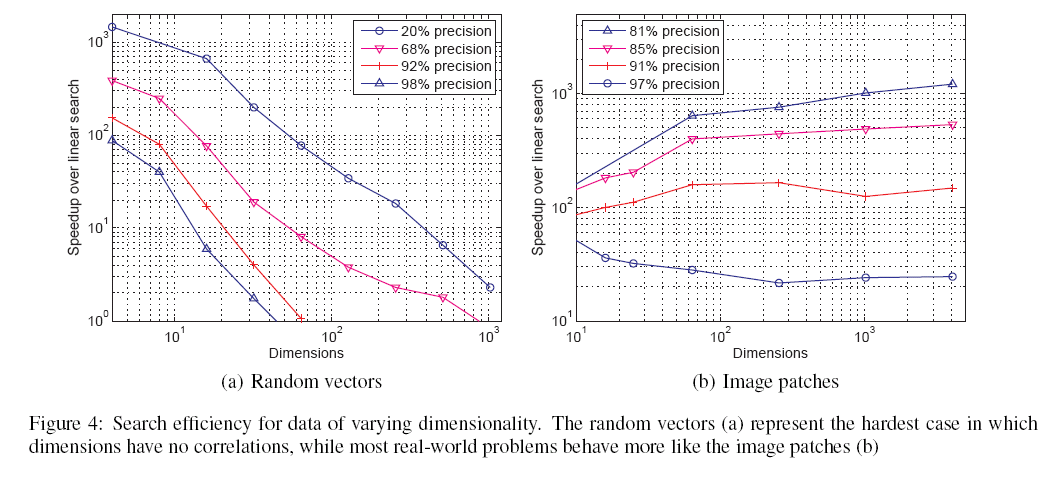 20% precision
68% precision
92% precision
98% precision
10^3
10^2
10^1
10^0
Speedup over linear search
10^1
10^2
10^3
Dimensions
(a) Random vectors
81% precision
85% precision
91% precision
97% precision
10^3
10^2
10^1
Speedup over linear search
10^1
10^2
10^3
Dimensions
(b) Image patches
Figure 4: Search efficiency for data of varying dimensionality. The random vectors (a) represent the hardest case in which
dimensions have no correlations, while most real-world problems behave more like the image patches (b)